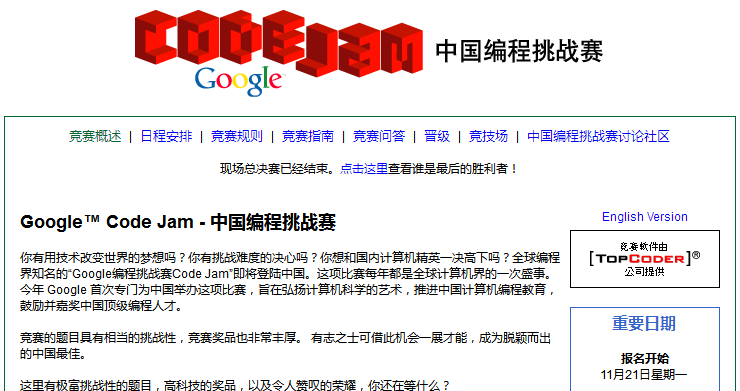 CODEJAM 中国编程挑战赛
Google™
竞赛概述 | 日程安排 | 竞赛规则 | 竞赛指南 | 竞赛问答 | 晋级 | 竞技场 | 中国编程挑战赛讨论社区
现场总决赛已经结束。点击这里查看谁是最后的胜利者！
Google™ Code Jam - 中国编程挑战赛
你有用技术改变世界的梦想吗？你有挑战难度的决心吗？你想和国内计算机精英一决高下吗？全球编程
界知名的“Google编程挑战赛Code Jam”即将登陆中国。这项比赛每年都是全球计算机界的一次盛事。
今年 Google 首次专门为中国举办这项比赛，旨在弘扬计算机科学的艺术，推进中国计算机编程教育，
鼓励并嘉奖中国顶级编程人才。
竞赛的题目具有相当的挑战性，竞赛奖品也非常丰厚。 有志之士可借此机会一展才能，成为脱颖而出
的中国最佳。
这里有极富挑战性的题目，高科技的奖品，以及令人赞叹的荣耀，你还在等什么？
English Version
竞赛软件由
[TOPCODER]®
公司提供
重要日期
报名开始
11月21日星期一